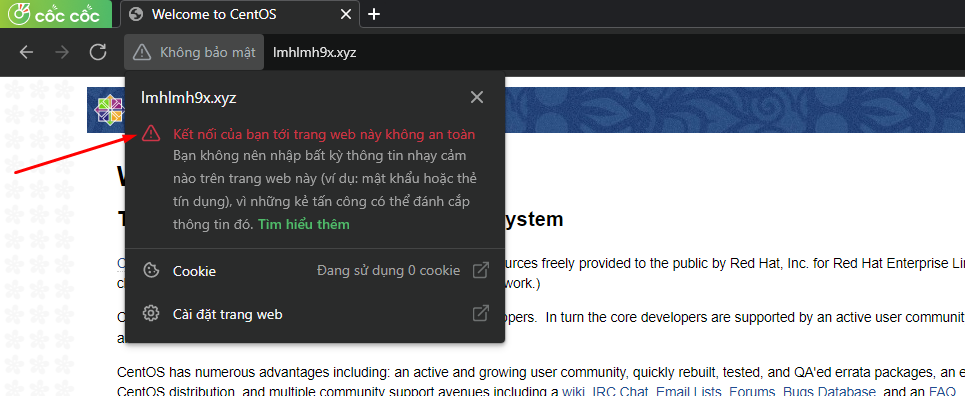 cốc cốc
Welcome to CentOS
Không bảo mật
lmhlmh9x.xyz
lmhlmh9x.xyz
Kết nối của bạn tới trang web này không an toàn
Bạn không nên nhập bất kỳ thông tin nhạy cảm
nào trên trang web này (ví dụ: mật khẩu hoặc thẻ
tín dụng), vì những kẻ tấn công có thể đánh cắp
thông tin đó. Tìm hiểu thêm
Cookie
Đang sử dụng 0 cookie
Cài đặt trang web
ystem
urces freely provided to the public by Red Hat, Inc. for Red Hat Enterprise Lin
work.)
opers. In turn the core developers are supported by an active user communit
CentOS has numerous advantages including: an active and growing user community, quickly rebuilt, tested, and QA'ed errata packages, an e
CentOS distribution, and multiple community support avenues including a wiki, IRC Chat, Email Lists, Forums, Bugs Database, and an FAQ.